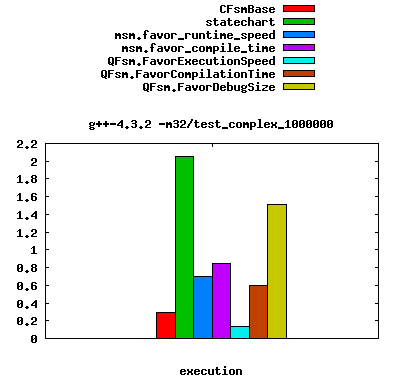 CFsmBase
statechart
msm.favor_runtime_speed
msm.favor_compile_time
QFsm.FavorExecutionSpeed
QFsm.FavorCompilationTime
QFsm.FavorDebugSize
g++-4.3.2 -m32/test_complex_1000000
2.2
2
1.8
1.6
1.4
1.2
1
0.8
0.6
0.4
0.2
0
execution